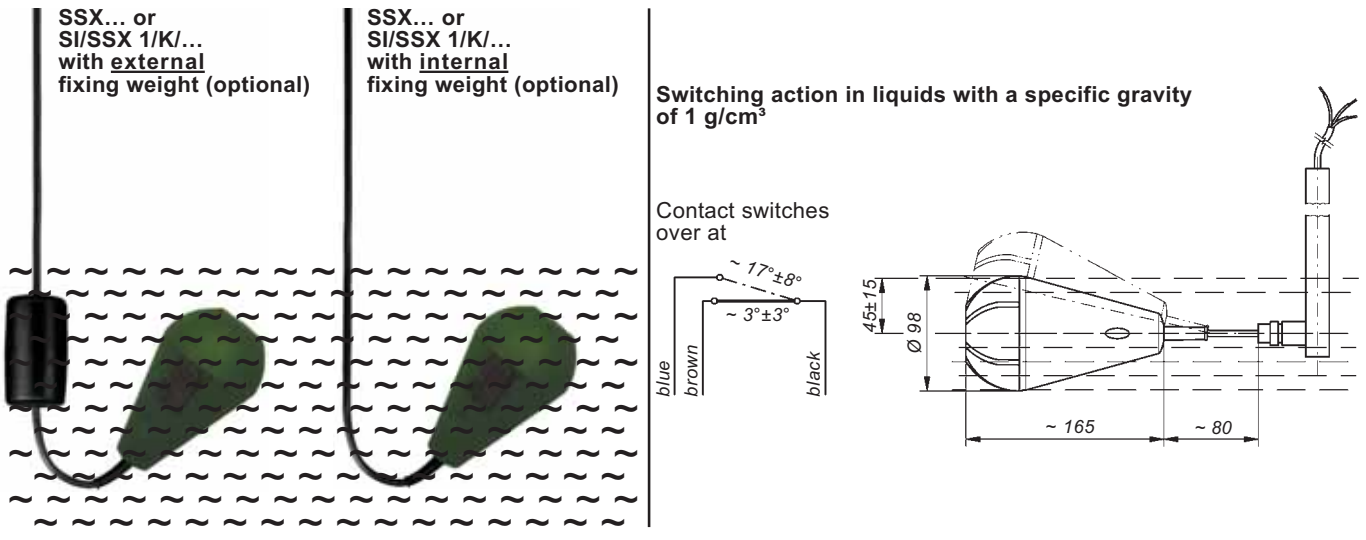 SSX... or
SI/SSX 1/K/...
with external
fixing weight (optional)
SSX... or
SI/SSX 1/K/...
with internal
fixing weight (optional)
Switching action in liquids with a specific gravity
of 1 g/cm³
Contact switches
over at
~ 17°±8°
~ 3°±3°
blue
brown
black
45±15
Ø 98
~ 165
~ 80